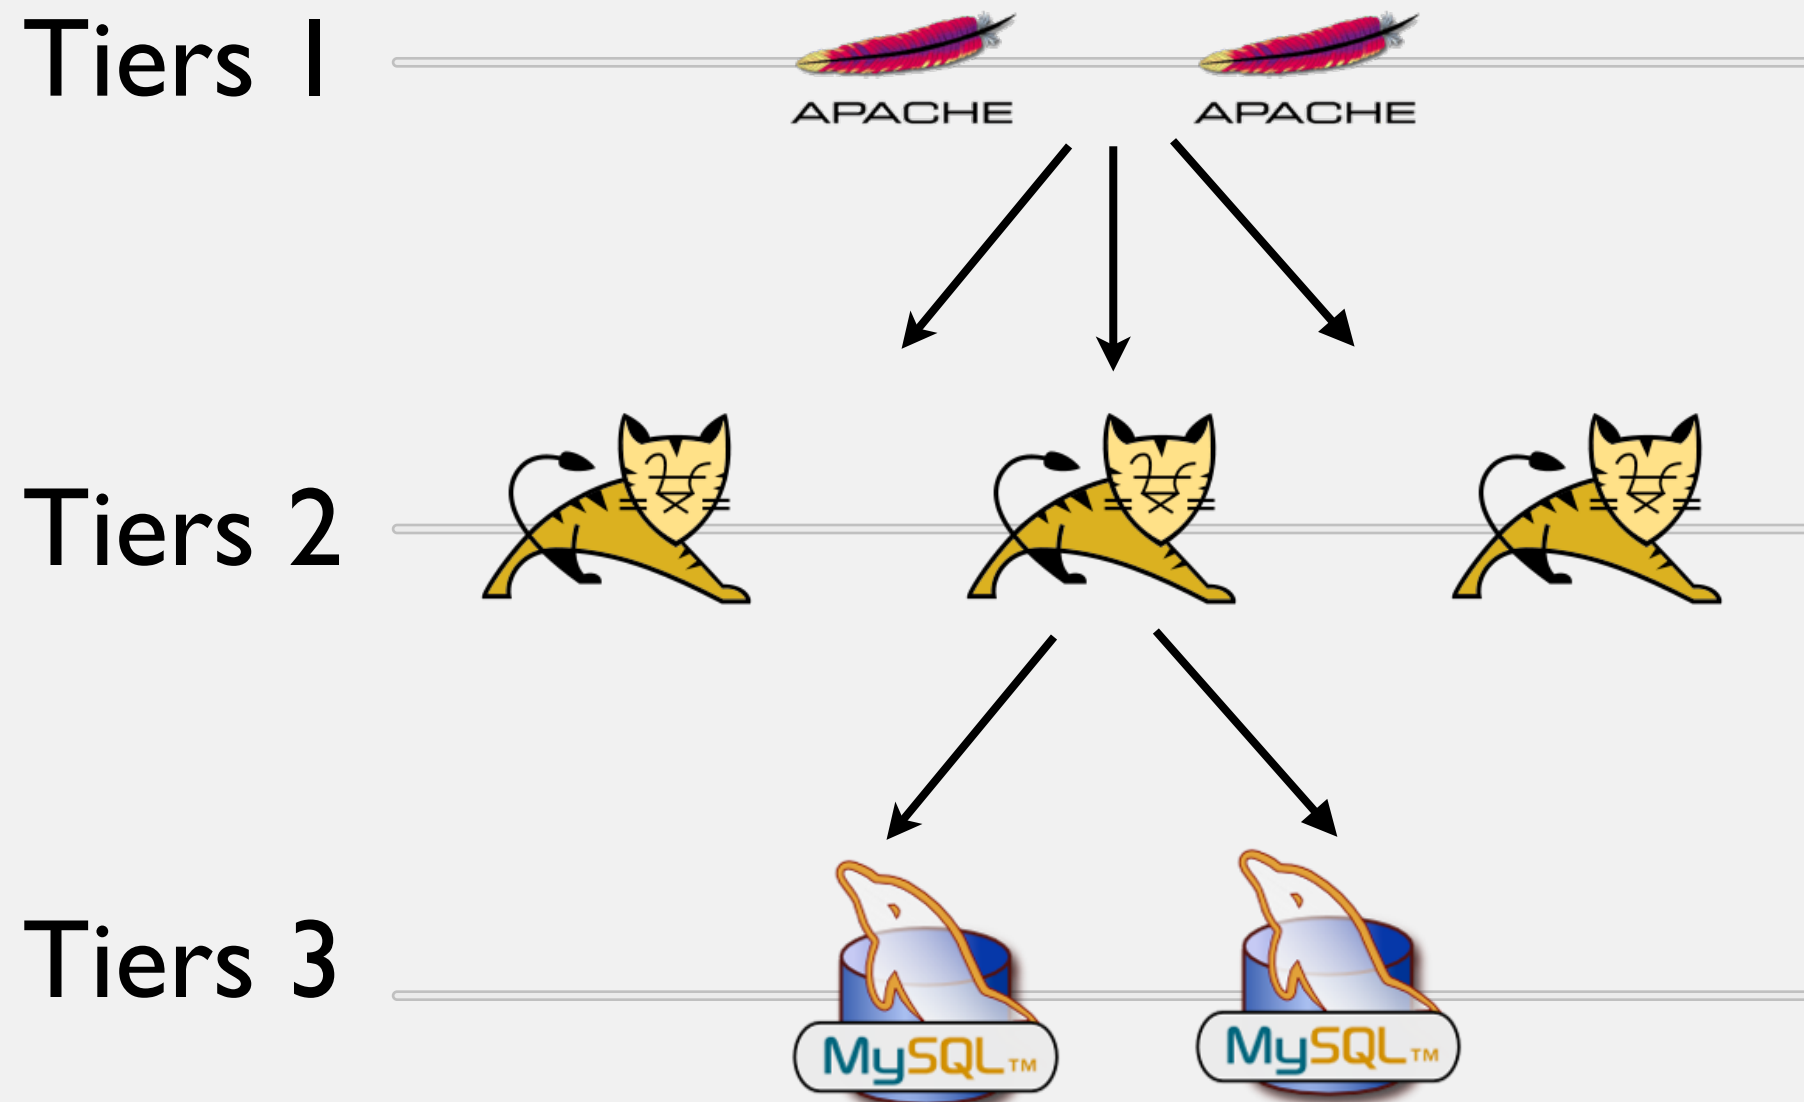 Tiers 1
APACHE APACHE
Tiers 2
Tiers 3
MySQL™ MySQL™